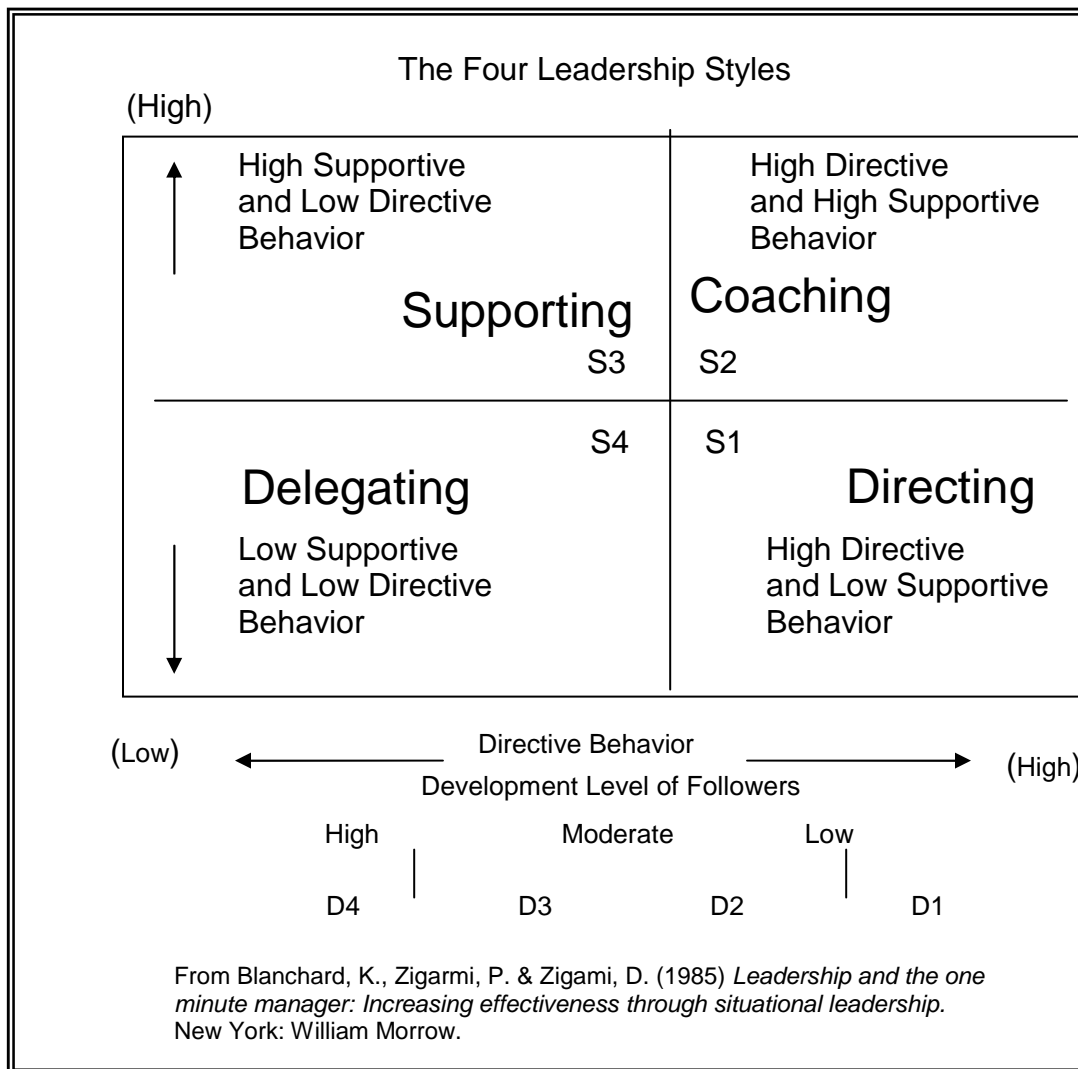 The Four Leadership Styles
(High)
High Supportive
and Low Directive
Behavior
High Directive
and High Supportive
Behavior
Supporting
Coaching
S3
S2
S4
S1
Delegating
Directing
Low Supportive
and Low Directive
Behavior
High Directive
and Low Supportive
Behavior
(Low)
Directive Behavior
(High)
Development Level of Followers
High
Moderate
Low
D4
D3
D2
D1
From Blanchard, K., Zigarmi, P. & Zigami, D. (1985) Leadership and the one
minute manager: Increasing effectiveness through situational leadership.
New York: William Morrow.